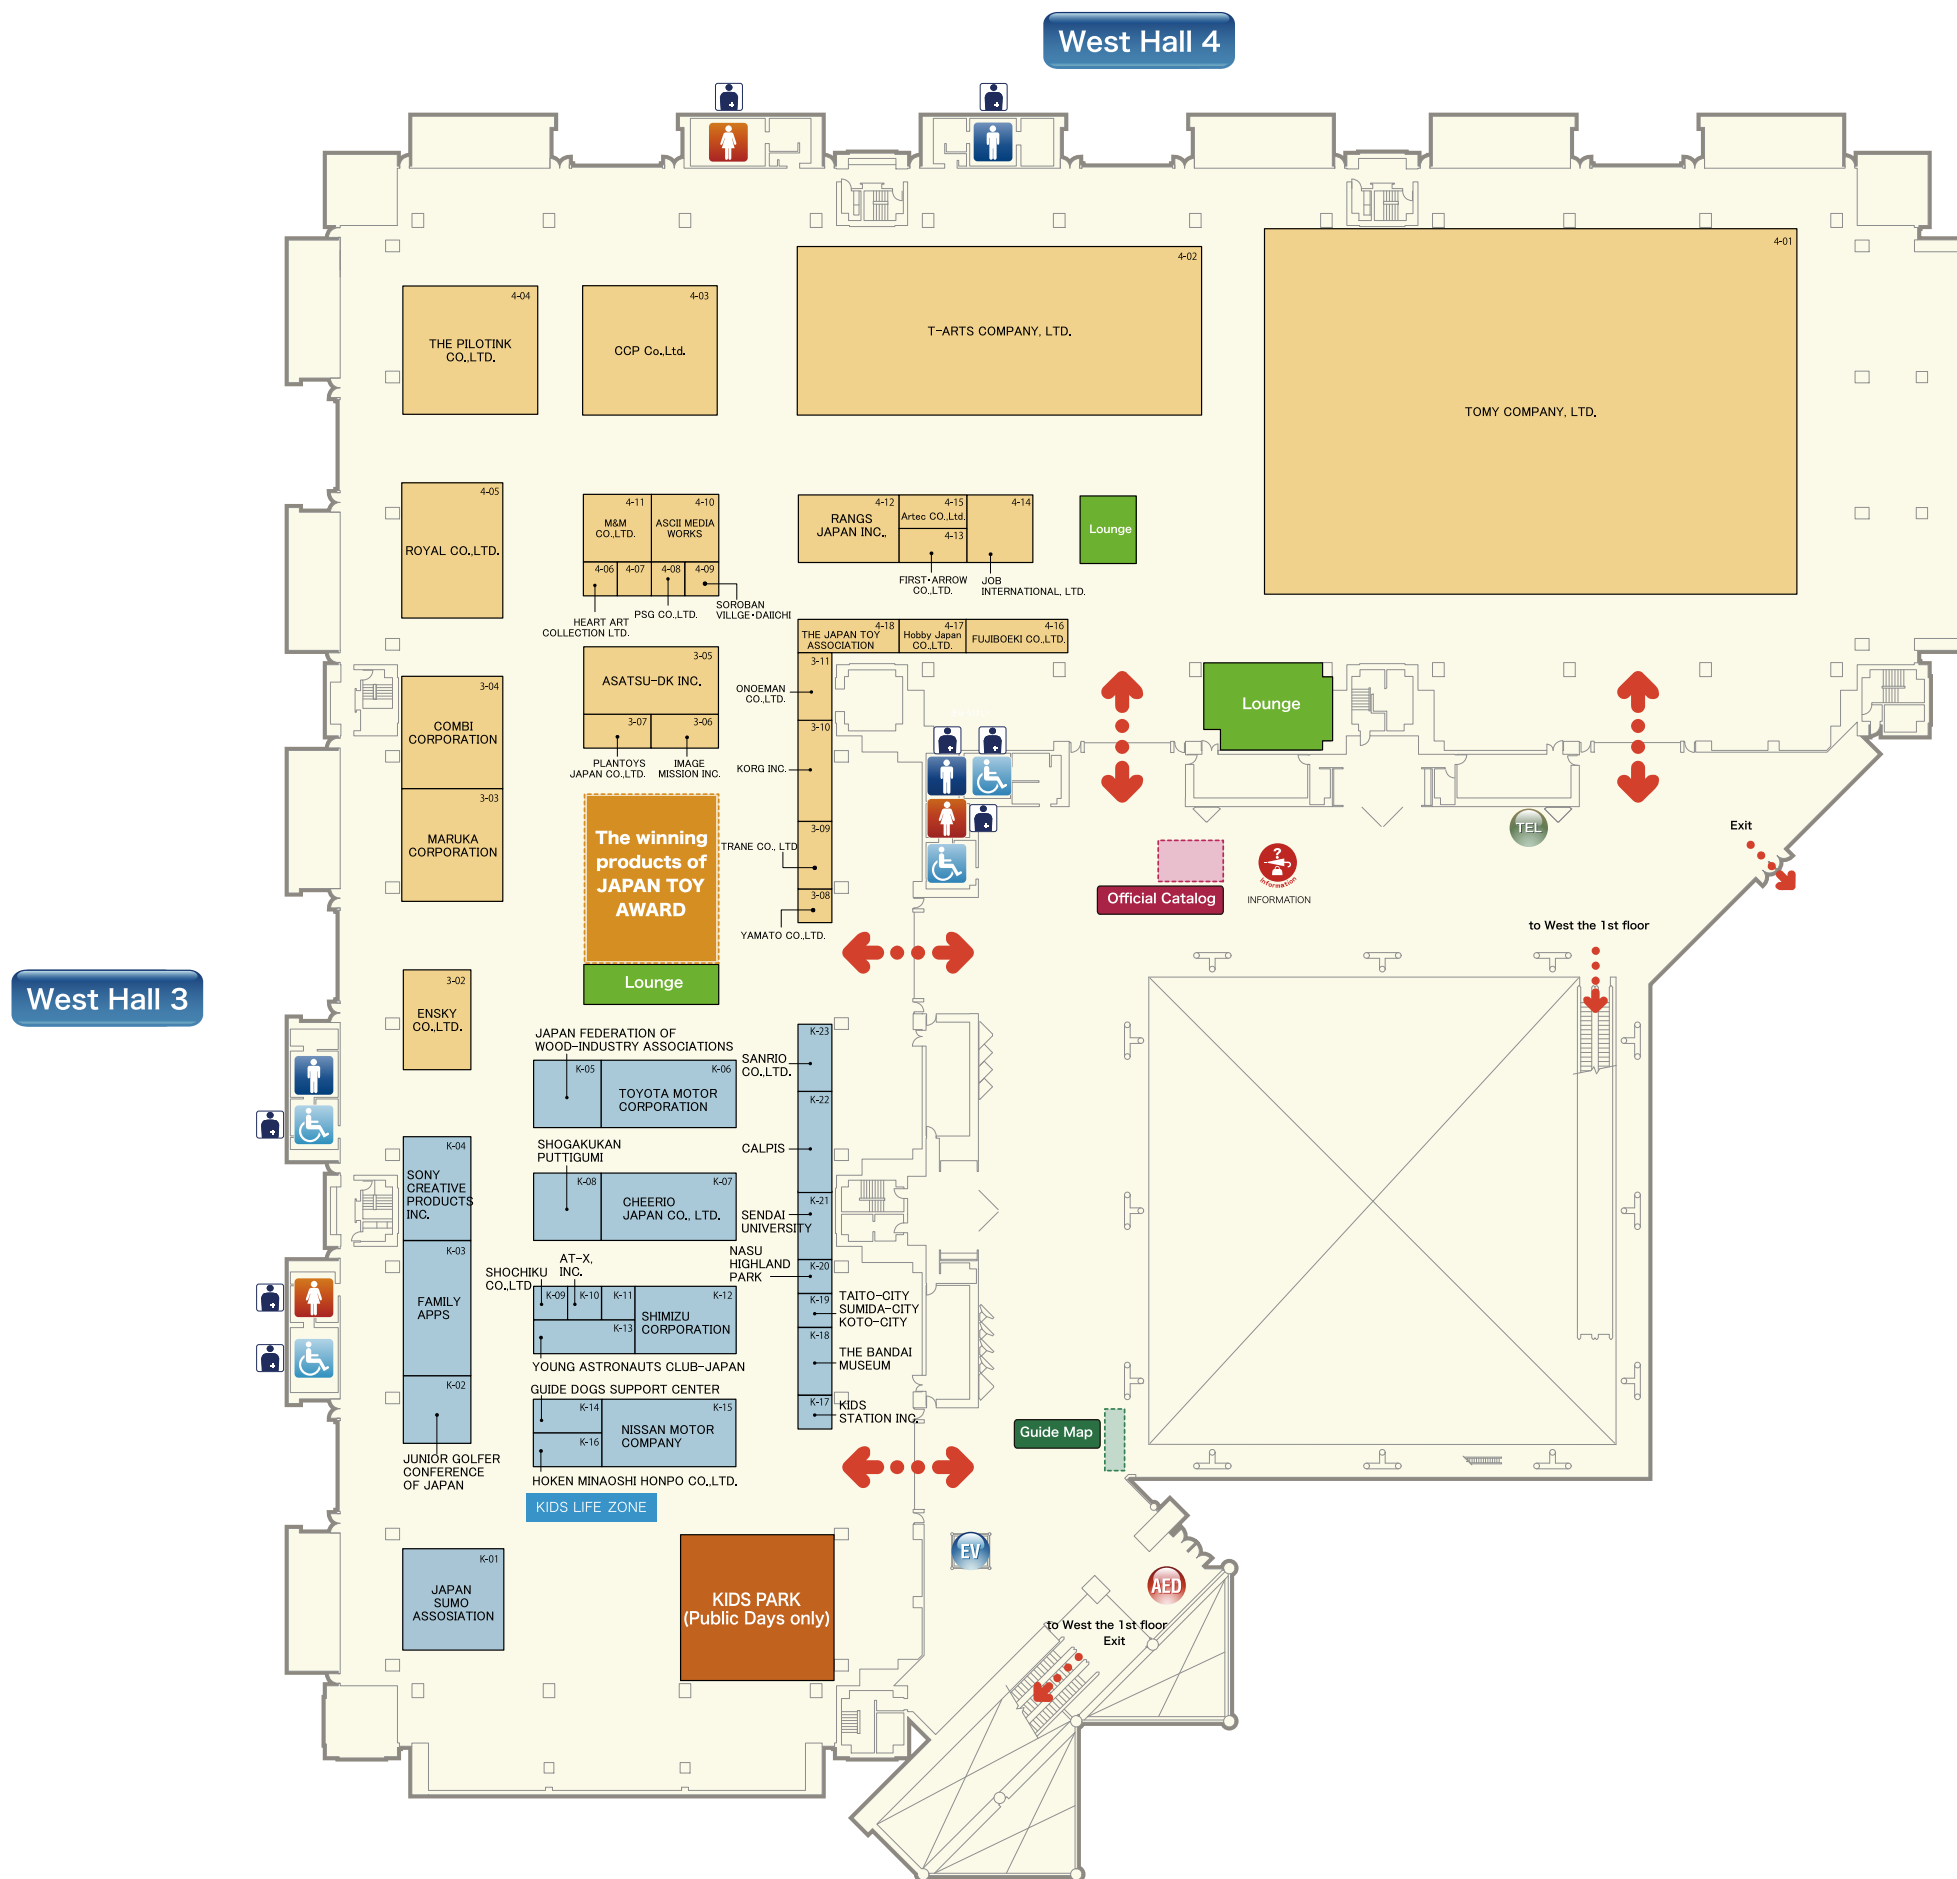 West Hall 4
4-01
TOMY COMPANY, LTD.
4-02
T-ARTS COMPANY, LTD.
4-03
CCP Co.,Ltd.
4-04
THE PILOTINK
CO.,LTD.
4-05
ROYAL CO.,LTD.
4-11
M&M
CO.,LTD.
4-10
ASCII MEDIA
WORKS
4-06
4-07
4-08
4-09
HEART ART
COLLECTION LTD.
PSG CO.,LTD.
SOROBAN
VILLGE・DAIICHI
4-12
RANGS
JAPAN INC.,
4-15
Artec CO.,Ltd.
4-13
4-14
FIRST・ARROW
CO.,LTD.
JOB
INTERNATIONAL, LTD.
Lounge
4-18
THE JAPAN TOY
ASSOCIATION
4-17
Hobby Japan
CO.,LTD.
4-16
FUJIBOEKI CO.,LTD.
3-05
ASATSU-DK INC.
3-07
3-06
PLANTOYS
JAPAN CO.,LTD.
IMAGE
MISSION INC.
3-11
ONOEMAN
CO.,LTD.
3-10
KORG INC.
3-09
TRANE CO., LTD
3-08
YAMATO CO.,LTD.
3-04
COMBI
CORPORATION
3-03
MARUKA
CORPORATION
The winning
products of
JAPAN TOY
AWARD
Lounge
Lounge
TEL
Exit
Official Catalog
?
Information
INFORMATION
to West the 1st floor
West Hall 3
3-02
ENSKY
CO.,LTD.
JAPAN FEDERATION OF
WOOD-INDUSTRY ASSOCIATIONS
K-05
K-06
TOYOTA MOTOR
CORPORATION
K-23
SANRIO
CO.,LTD.
K-22
CALPIS
SHOGAKUKAN
PUTTIGUMI
K-08
K-07
CHEERIO
JAPAN CO., LTD.
K-21
SENDAI
UNIVERSITY
K-04
SONY
CREATIVE
PRODUCTS
INC.
K-03
FAMILY
APPS
K-02
JUNIOR GOLFER
CONFERENCE
OF JAPAN
NASU
HIGHLAND
PARK
K-20
K-19
TAITO-CITY
SUMIDA-CITY
KOTO-CITY
K-18
THE BANDAI
MUSEUM
K-17
KIDS
STATION INC.
SHOCHIKU
CO.,LTD
AT-X,
INC.
K-09
K-10
K-11
K-12
SHIMIZU
CORPORATION
K-13
YOUNG ASTRONAUTS CLUB-JAPAN
GUIDE DOGS SUPPORT CENTER
K-14
K-15
NISSAN MOTOR
COMPANY
K-16
HOKEN MINAOSHI HONPO CO.,LTD.
KIDS LIFE ZONE
Guide Map
K-01
JAPAN
SUMO
ASSOSIATION
KIDS PARK
(Public Days only)
EV
AED
to West the 1st floor
Exit